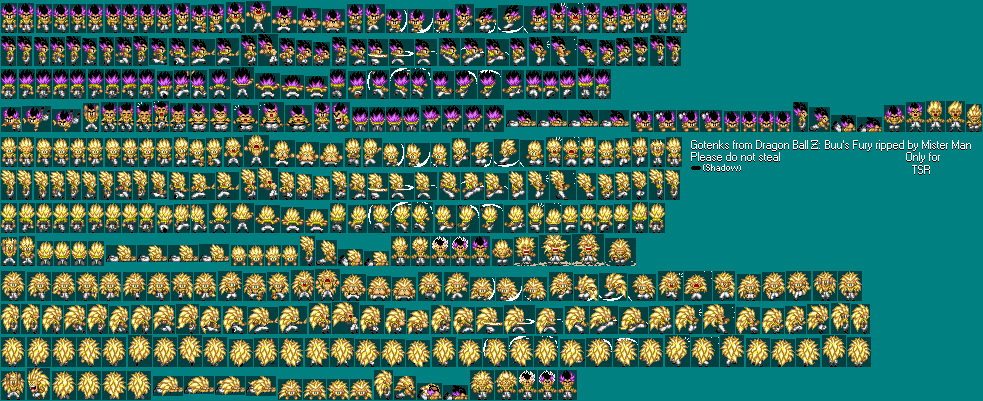 Gotenks from Dragon Ball Z: Buu's Fury ripped by Mister Man
Please do not steal
Only for
(Shadow)
TSR